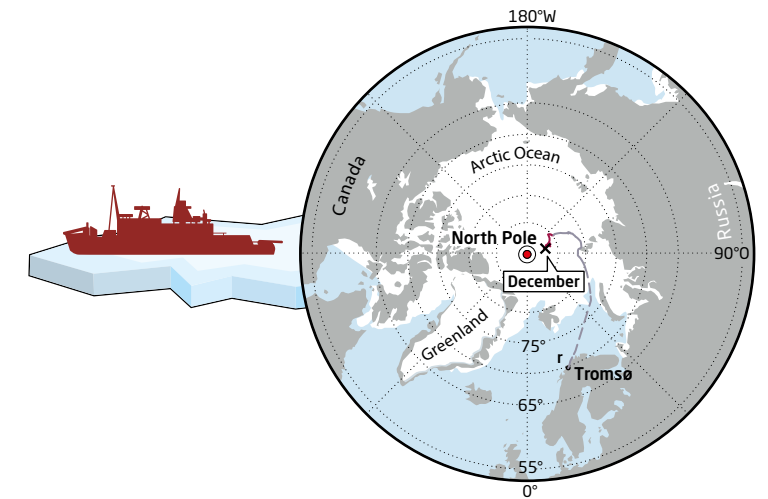 180°W
Arctic Ocean
Canada
Russia
North Pole
90°O
December
Greenland
75°
r
Tromsø
65°
55°
0°